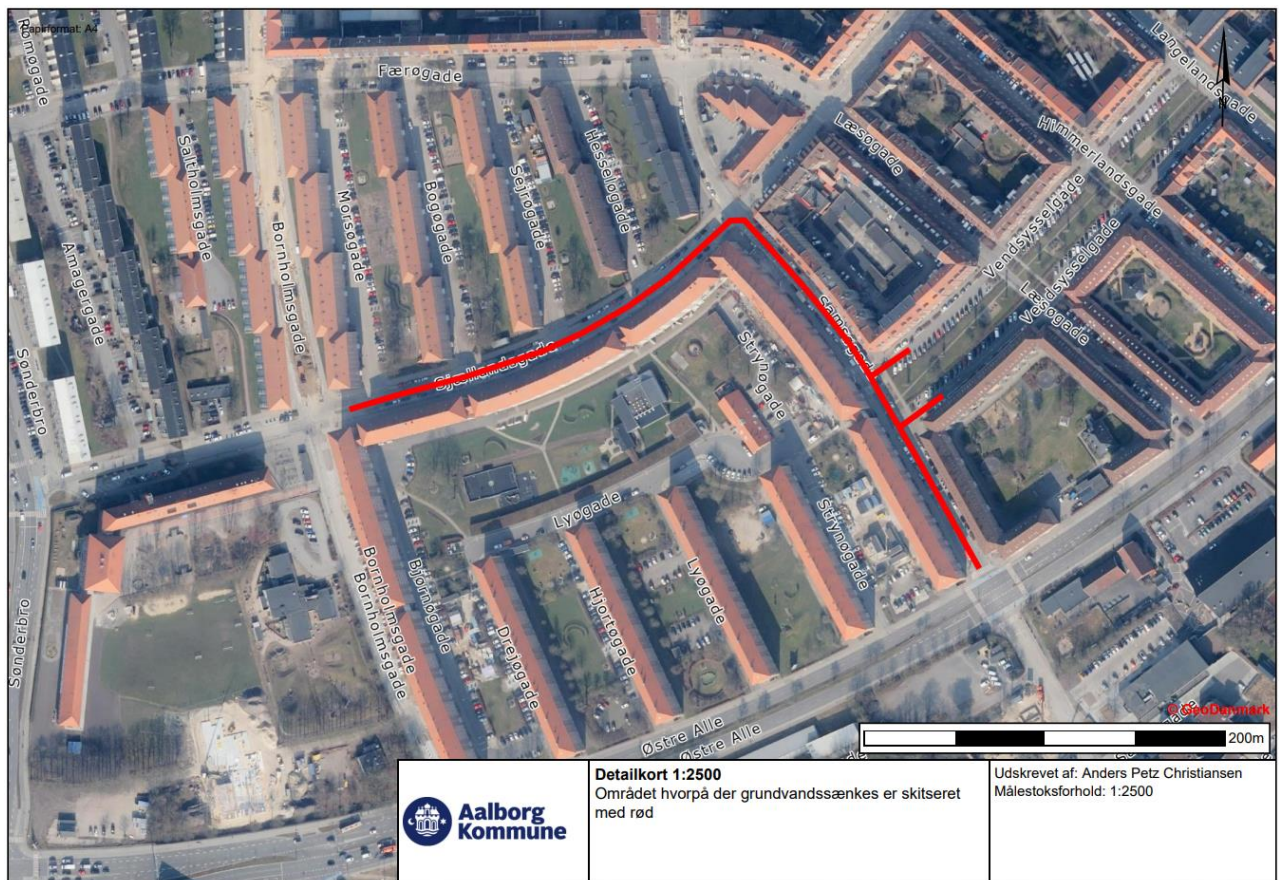 Papirformat: A4
Rømøgade
Færøgade
Langelandsgade
Læsøgade
Himmerlandsgade
Saltholmsgade
Hesseløgade
Sejrøgade
Bogøgade
Morsøgade
Bornholmsgade
Amagergade
Vendsysselgade
Vendsysselgade
Læsøgade
Samsøgade
Sjællandsgade
Strynøgade
Sønderbro
Lyøgade
Strynøgade
Bornholmsgade
Bornholmsgade
Bjørnøgade
Lyøgade
Hjortøgade
Drejøgade
Sønderbro
Østre Alle
Østre Alle
© GeoDanmark
200m
Aalborg
Kommune
Detailkort 1:2500
Området hvorpå der grundvandssænkes er skitseret
med rød
Udskrevet af: Anders Petz Christiansen
Målestoksforhold: 1:2500